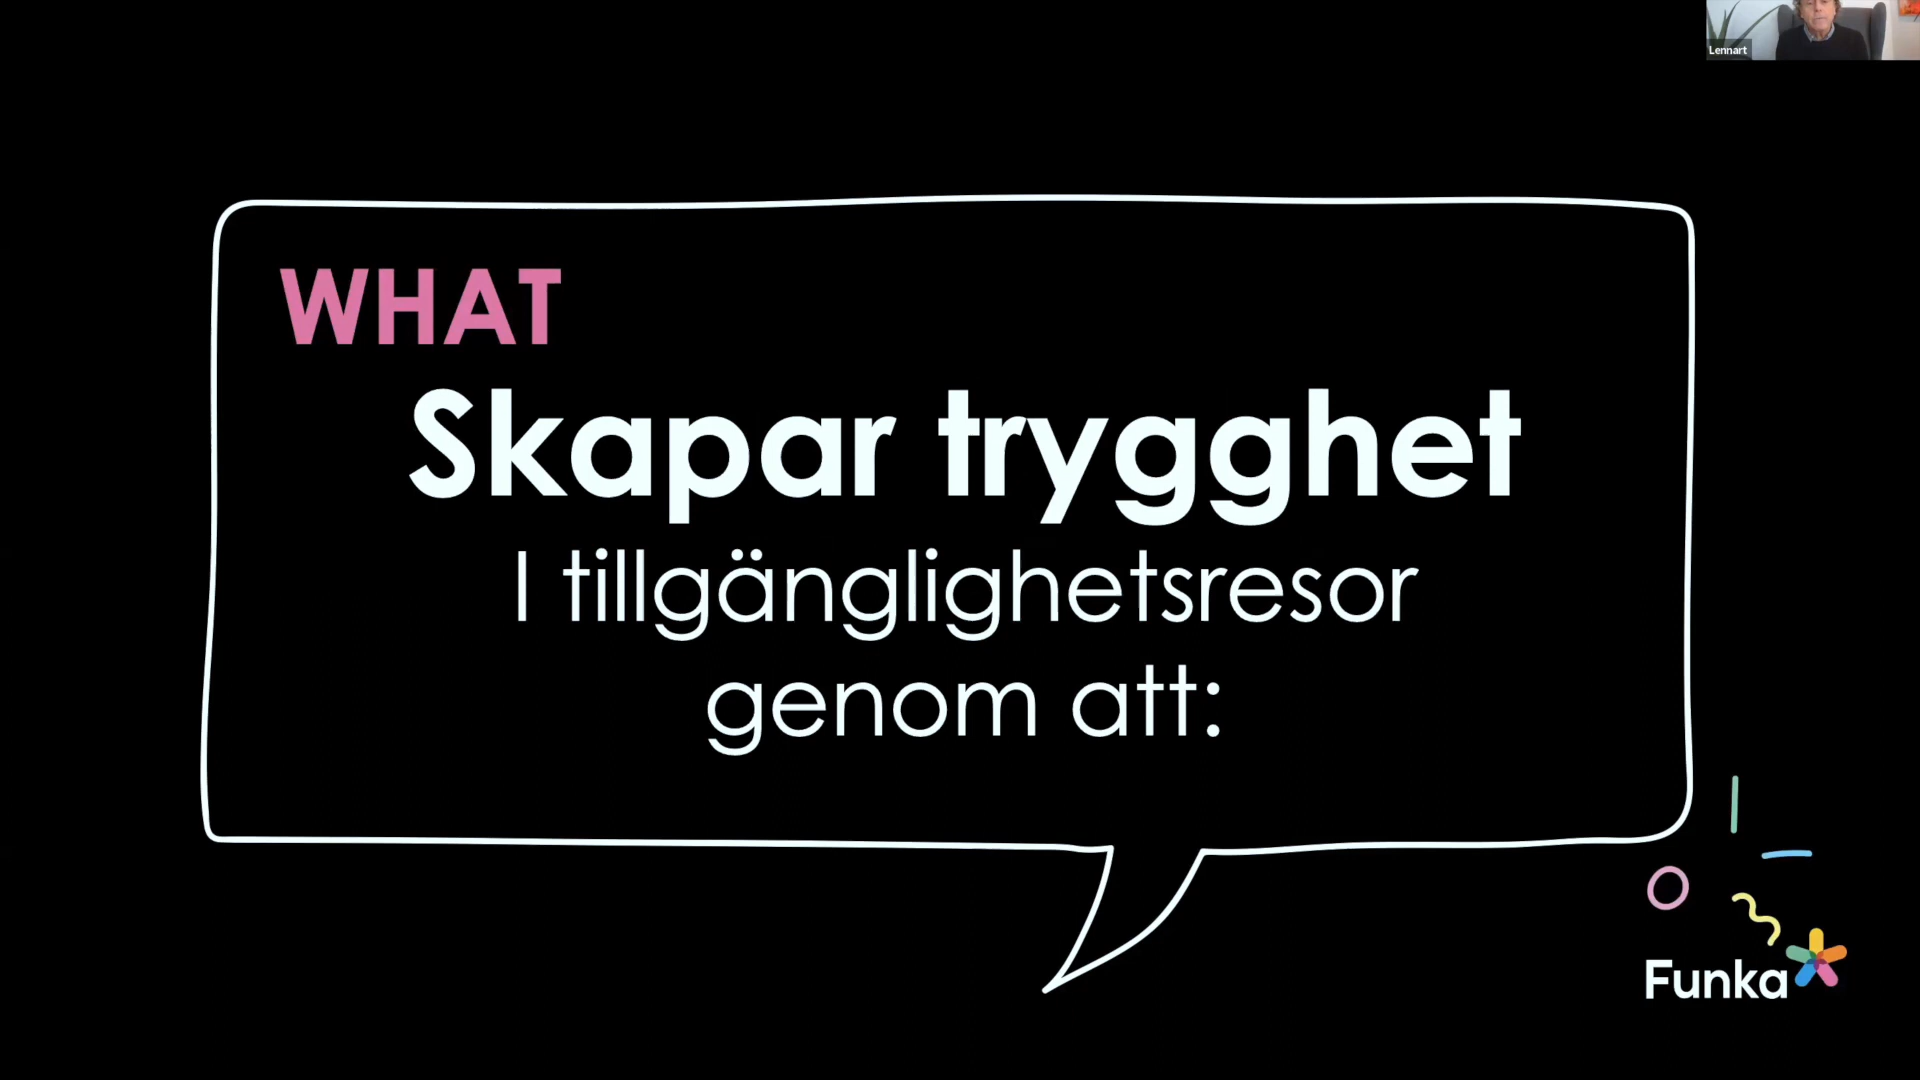 Lennart
WHAT
Skapar trygghet
I tillgänglighetsresor
genom att:
Funka